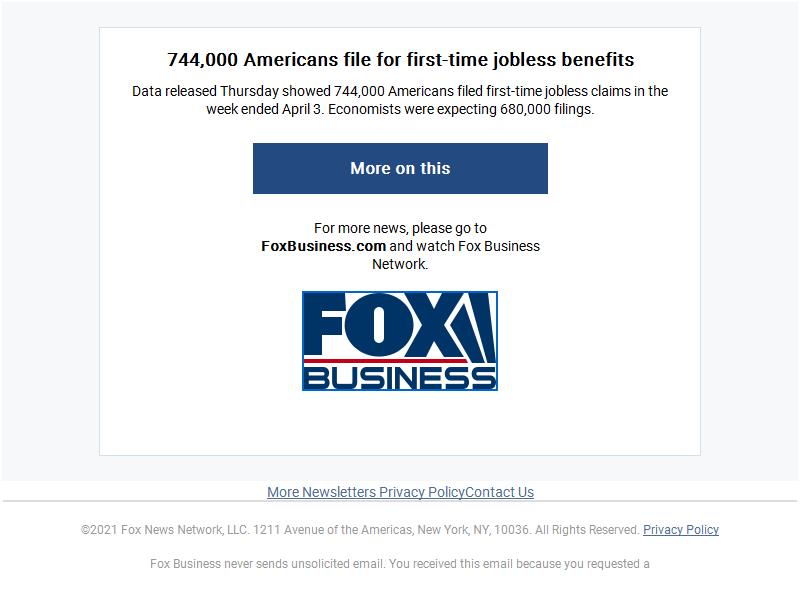 744,000 Americans file for first-time jobless benefits
Data released Thursday showed 744,000 Americans filed first-time jobless claims in the
week ended April 3. Economists were expecting 680,000 filings.
More on this
For more news, please go to
FoxBusiness.com and watch Fox Business
Network.
FOX
BUSINESS
More Newsletters Privacy PolicyContact Us
©2021 Fox News Network, LLC. 1211 Avenue of the Americas, New York, NY, 10036. All Rights Reserved. Privacy Policy
Fox Business never sends unsolicited email. You received this email because you requested a